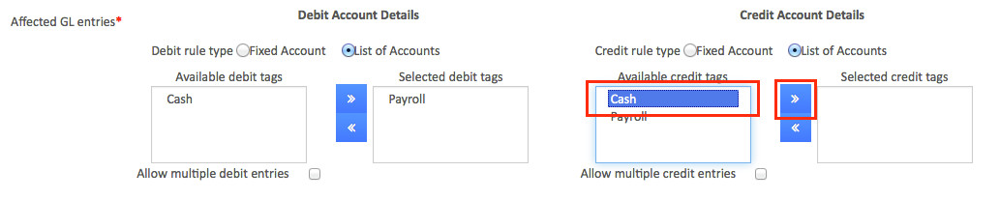 Debit Account Details
Credit Account Details
Affected GL entries*
Debit rule type Fixed Account List of Accounts
Credit rule type Fixed Account List of Accounts
Available debit tags
Selected debit tags
Available credit tags
Selected credit tags
Cash
»
Payroll
Cash
»
«
Payroll
«
Allow multiple debit entries
Allow multiple credit entries